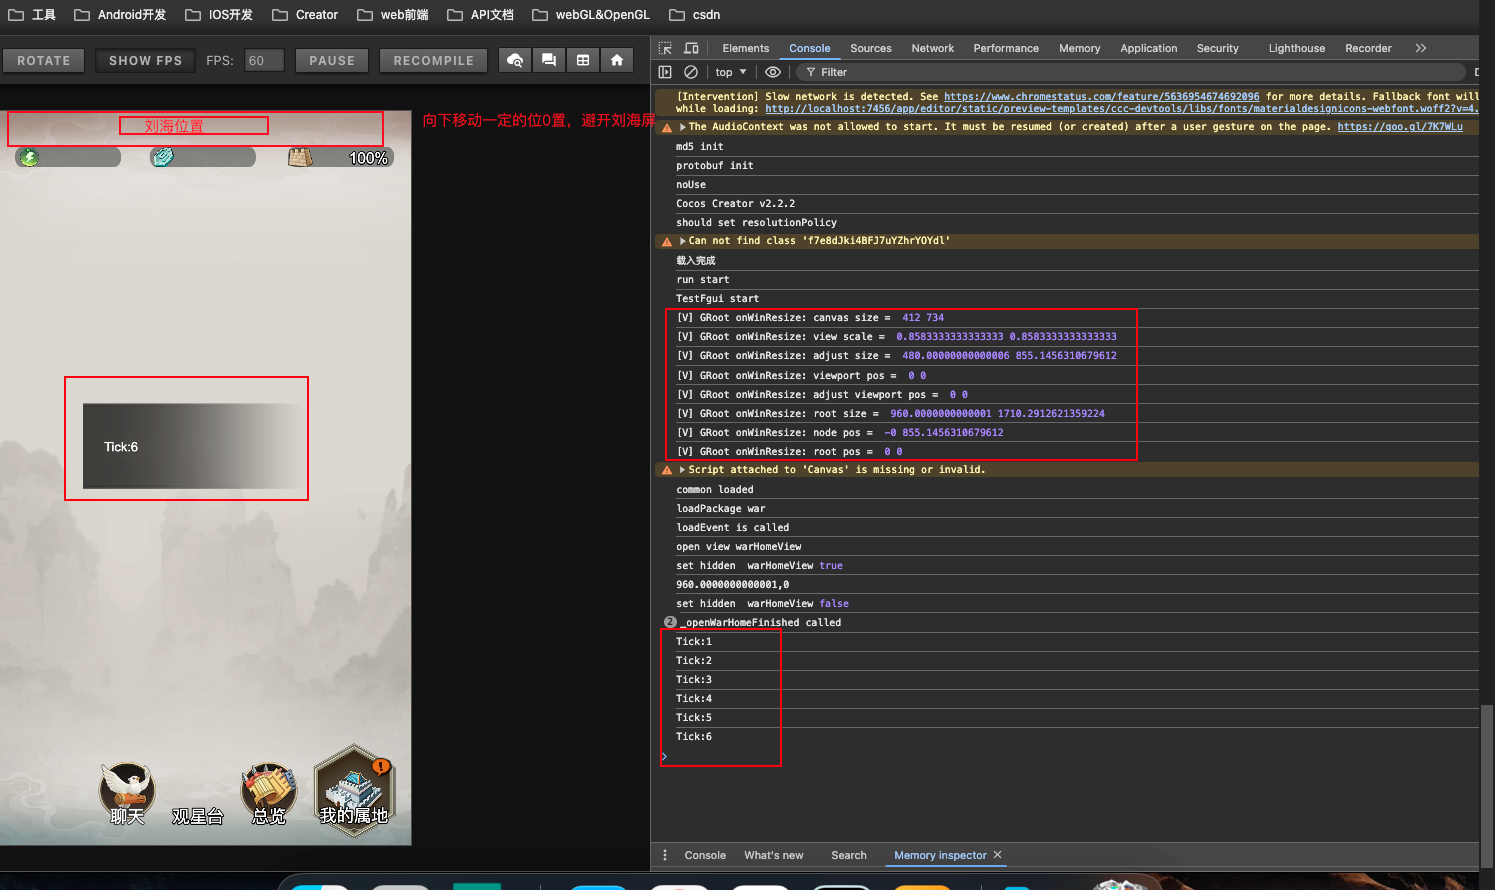 工具 Android开发 IOS开发 Creator web前端 API文档 webGL&OpenGL csdn
ROTATE SHOW FPS FPS: 60 PAUSE RECOMPILE
刘海位置
向下移动一定的位0置，避开刘海屏
100%
Tick:6
聊天 观星台 总览 我的属地
Elements Console Sources Network Performance Memory Application Security Lighthouse Recorder
top Filter
[Intervention] Slow network is detected. See https://www.chromestatus.com/feature/5636954674692096 for more details. Fallback font will
while loading: http://localhost:7456/app/editor/static/preview-templates/ccc-devtools/libs/fonts/materialdesignicons-webfont.woff2?v=4.
The AudioContext was not allowed to start. It must be resumed (or created) after a user gesture on the page. https://goo.gl/7K7WLu
md5 init
protobuf init
noUse
Cocos Creator v2.2.2
should set resolutionPolicy
Can not find class 'f7e8dJki4BFJ7uYZhrYOYdl'
载入完成
run start
TestFgui start
[V] GRoot onWinResize: canvas size = 412 734
[V] GRoot onWinResize: view scale = 0.8583333333333333 0.8583333333333333
[V] GRoot onWinResize: adjust size = 480.00000000000006 855.1456310679612
[V] GRoot onWinResize: viewport pos = 0 0
[V] GRoot onWinResize: adjust viewport pos = 0 0
[V] GRoot onWinResize: root size = 960.0000000000001 1710.2912621359224
[V] GRoot onWinResize: node pos = -0 855.1456310679612
[V] GRoot onWinResize: root pos = 0 0
Script attached to 'Canvas' is missing or invalid.
common loaded
loadPackage war
loadEvent is called
open view warHomeView
set hidden warHomeView true
960.0000000000001,0
set hidden warHomeView false
2 _openWarHomeFinished called
Tick:1
Tick:2
Tick:3
Tick:4
Tick:5
Tick:6
Console What's new Search Memory inspector